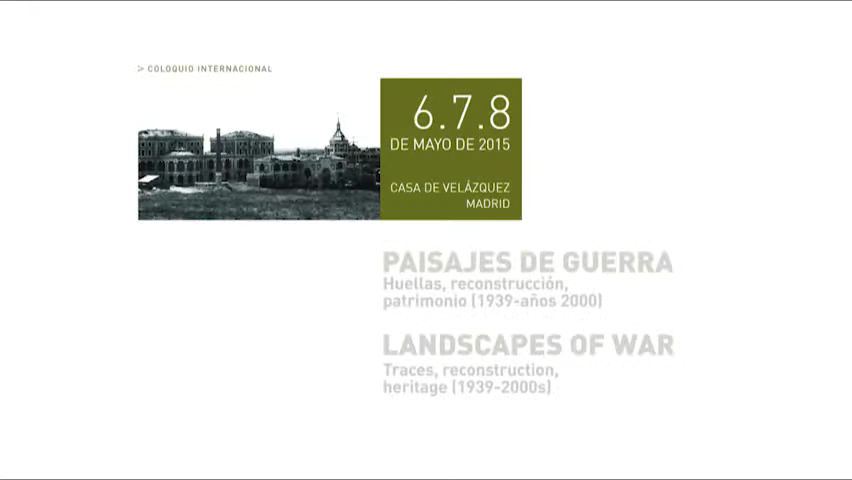 > COLOQUIO INTERNACIONAL
6.7.8
DE MAYO DE 2015
CASA DE VELÁZQUEZ
MADRID
PAISAJES DE GUERRA
Huellas, reconstrucción,
patrimonio (1939-años 2000)
LANDSCAPES OF WAR
Traces, reconstruction,
heritage (1939-2000s)